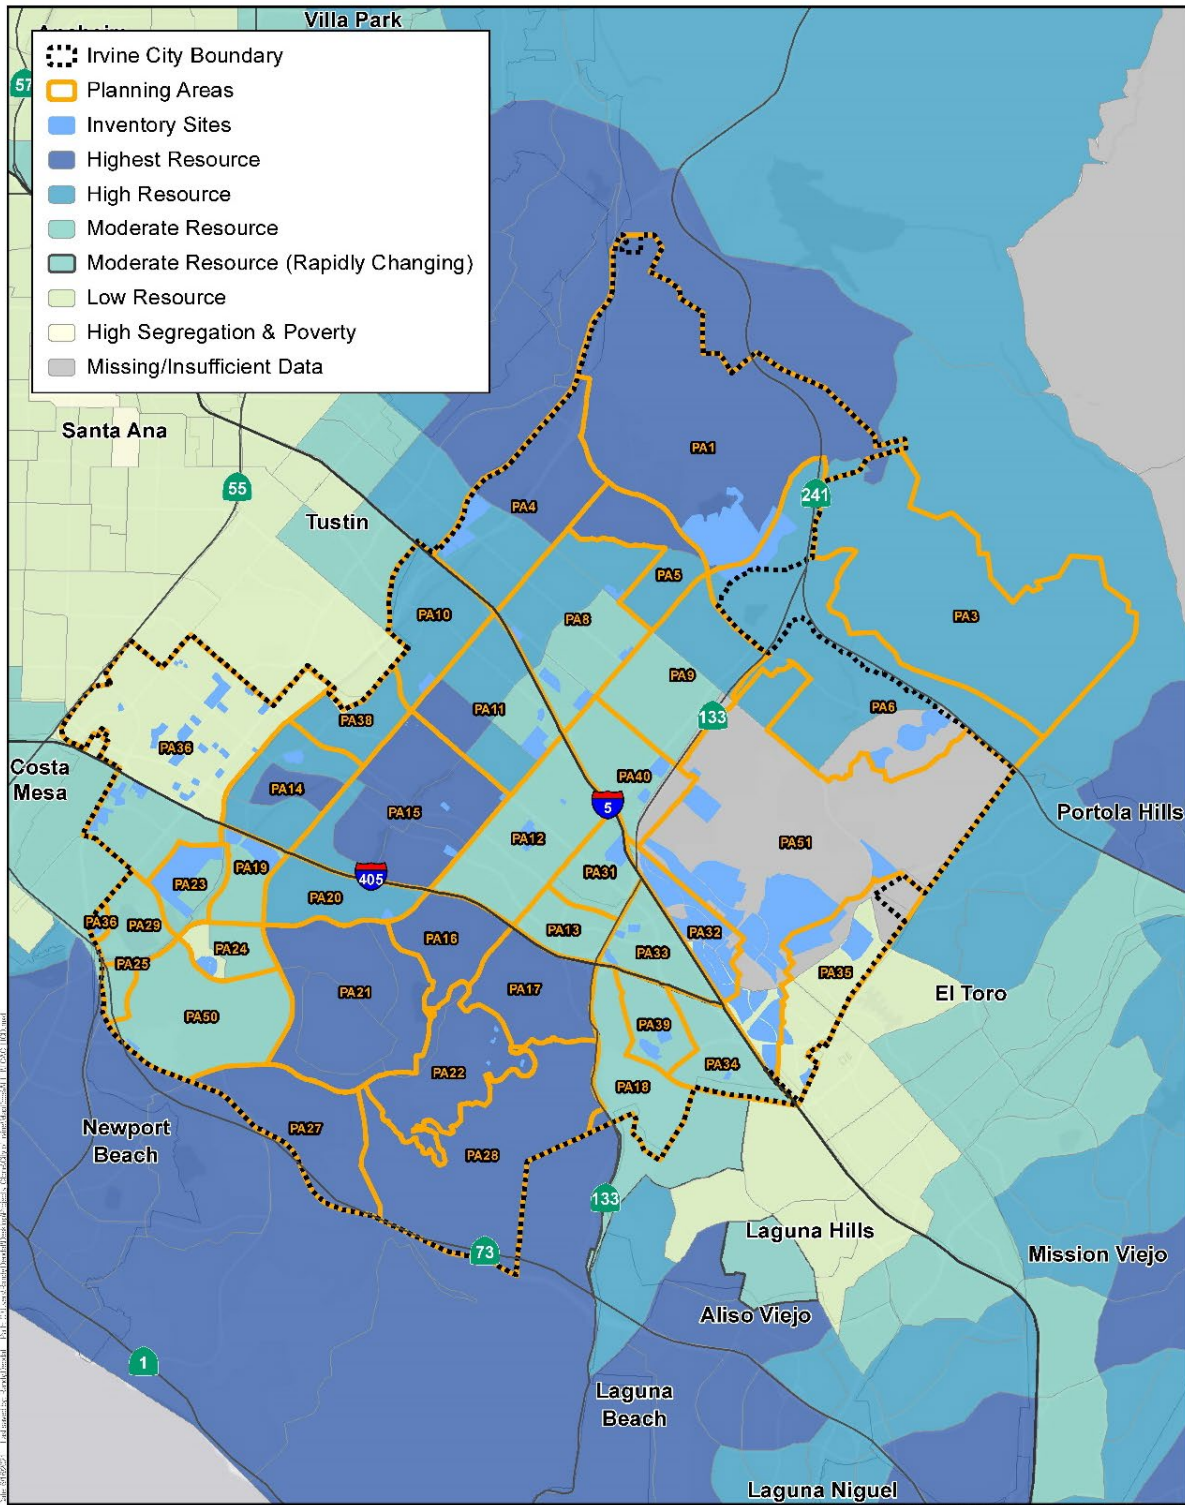 Villa Park
Irvine City Boundary
Planning Areas
Inventory Sites
Highest Resource
High Resource
Moderate Resource
Moderate Resource (Rapidly Changing)
Low Resource
High Segregation & Poverty
Missing/Insufficient Data
57
Santa Ana
PA1
55
241
PA4
Tustin
PA5
PA10
PA8
PA3
PA9
PA11
PA6
133
PA38
PA36
Costa
Mesa
PA40
PA14
5
PA15
Portola Hills
PA12
PA51
PA19
PA31
405
PA23
PA20
PA36
PA29
PA13
PA32
PA16
PA24
PA33
PA25
PA35
PA21
PA17
El Toro
PA50
PA39
PA34
PA22
PA18
Newport
Beach
PA27
PA28
133
Laguna Hills
73
Mission Viejo
Aliso Viejo
1
Laguna
Beach
Laguna Niguel